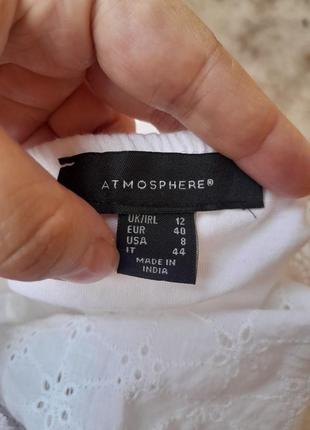 ATMOSPHERE®
UK/IRL 12
EUR 40
USA 8
IT 44
MADE IN
INDIA